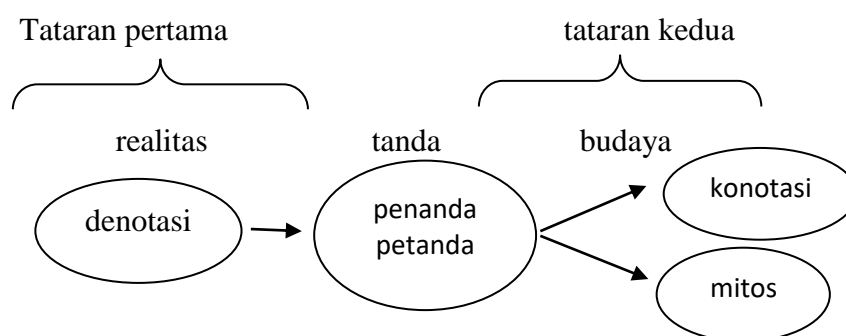 Tataran pertama tataran kedua
realitas tanda budaya
konotasi
denotasi
penanda
petanda
mitos